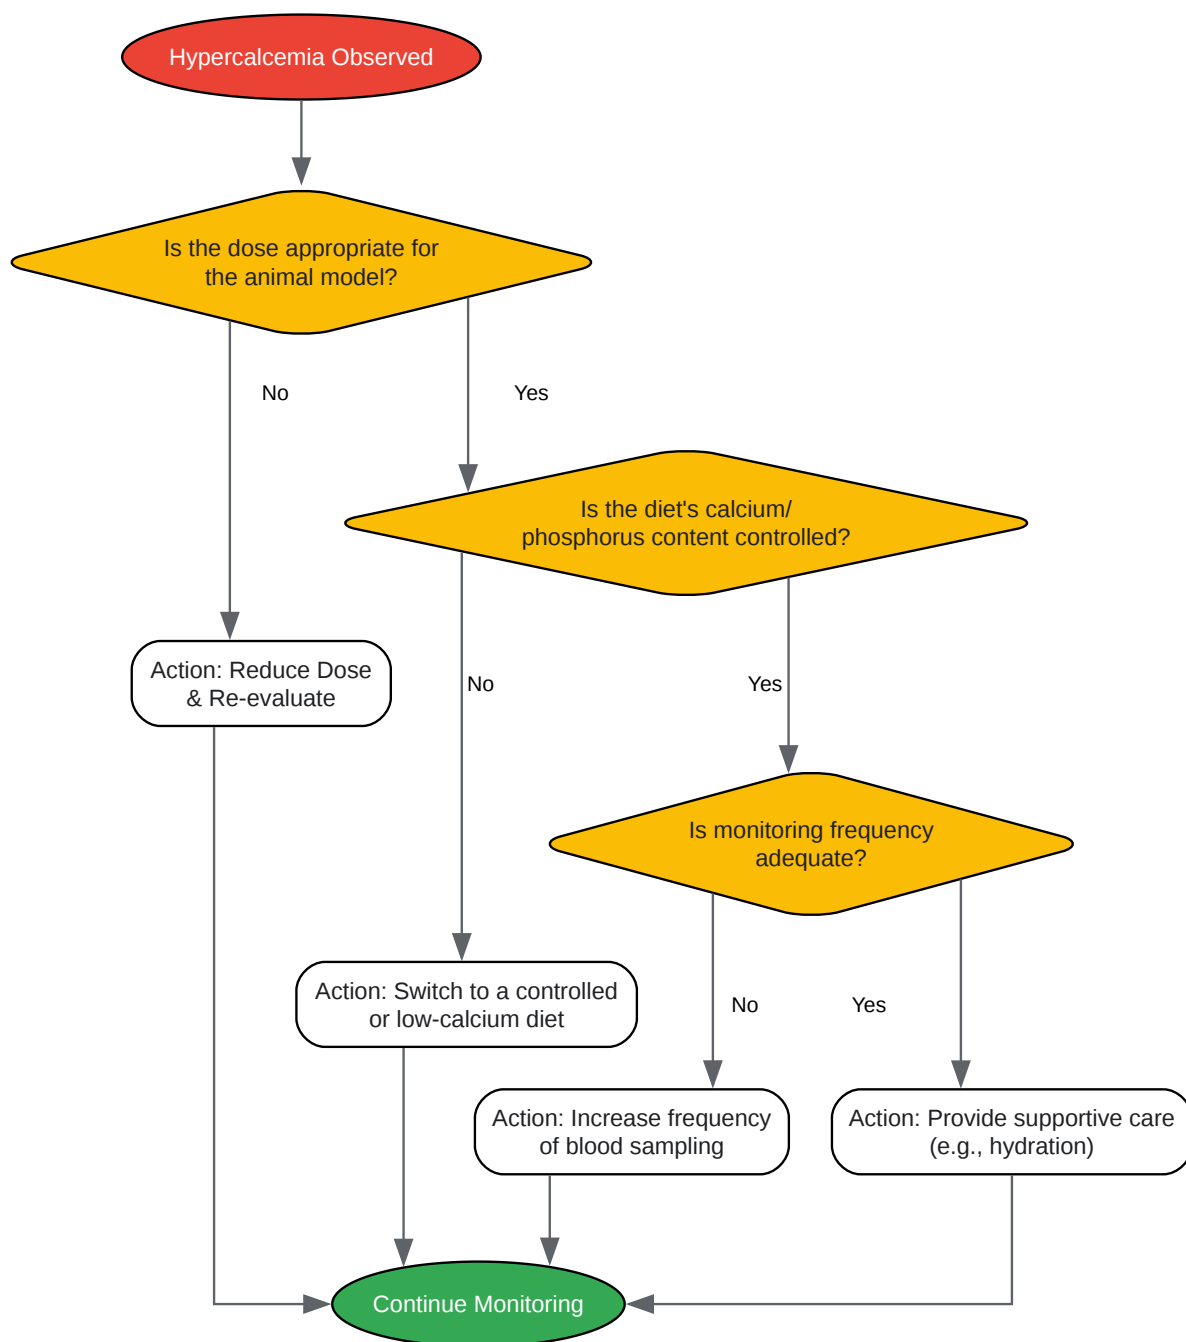 Hypercalcemia Observed
Is the dose appropriate for
the animal model?
No
Yes
Is the diet's calcium/
phosphorus content controlled?
Action: Reduce Dose
& Re-evaluate
No
Yes
Is monitoring frequency
adequate?
Action: Switch to a controlled
or low-calcium diet
No
Yes
Action: Increase frequency
of blood sampling
Action: Provide supportive care
(e.g., hydration)
Continue Monitoring